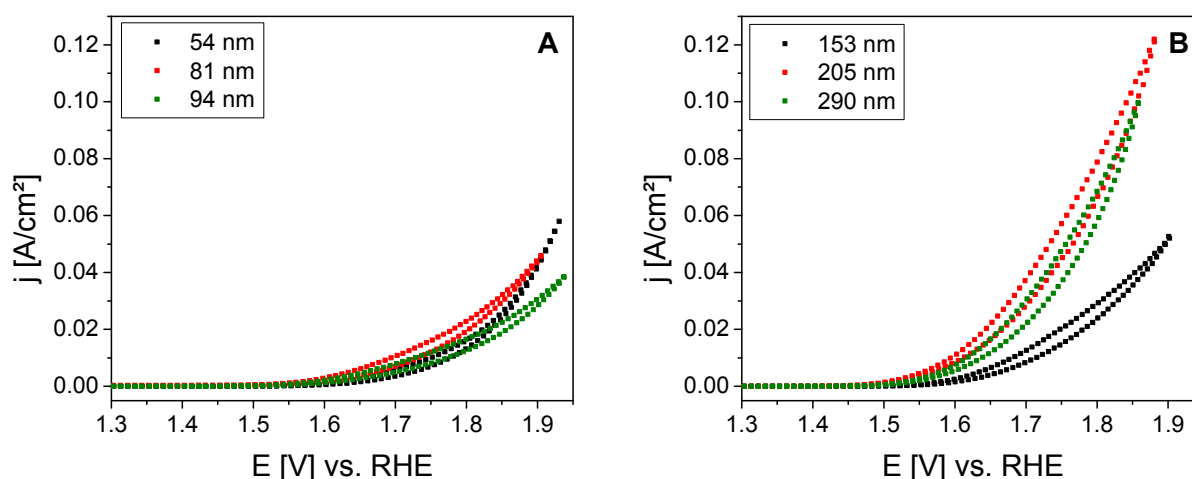 A
54 nm
81 nm
94 nm
0.12
0.10
0.08
0.06
0.04
0.02
0.00
j [A/cm²]
1.3 1.4 1.5 1.6 1.7 1.8 1.9
E [V] vs. RHE
B
153 nm
205 nm
290 nm
0.12
0.10
0.08
0.06
0.04
0.02
0.00
j [A/cm²]
1.3 1.4 1.5 1.6 1.7 1.8 1.9
E [V] vs. RHE